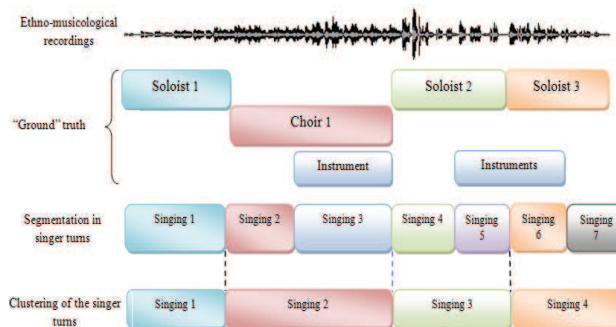 Ethno-musicological
recordings
Soloist 1
Soloist 2
Soloist 3
"Ground" truth
Choir 1
Instrument
Instruments
Segmentation in
singer turns
Singing 1
Singing 2
Singing 3
Singing 4
Singing
5
Singing
6
Singing
7
Clustering of the singer
turns
Singing 1
Singing 2
Singing 3
Singing 4